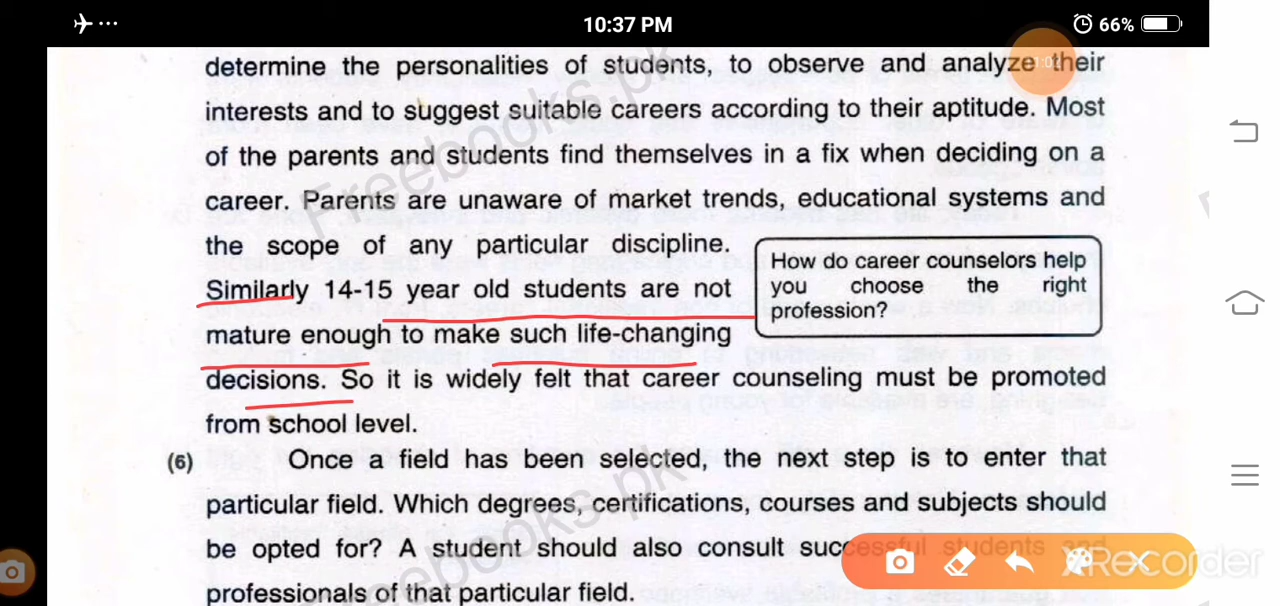 10:37 PM
66%
determine the personalities of students, to observe and analyze their
interests and to suggest suitable careers according to their aptitude. Most
of the parents and students find themselves in a fix when deciding on a
career. Parents are unaware of market trends, educational systems and
the scope of any particular discipline.
Similarly 14-15 year old students are not
mature enough to make such life-changing
decisions. So it is widely felt that career counseling must be promoted
from school level.
How do career counselors help
you choose the right
profession?
(6) Once a field has been selected, the next step is to enter that
particular field. Which degrees, certifications, courses and subjects should
be opted for? A student should also consult successful students and
professionals of that particular field.
Freebooks.pk
Freebooks.pk
XRecorder